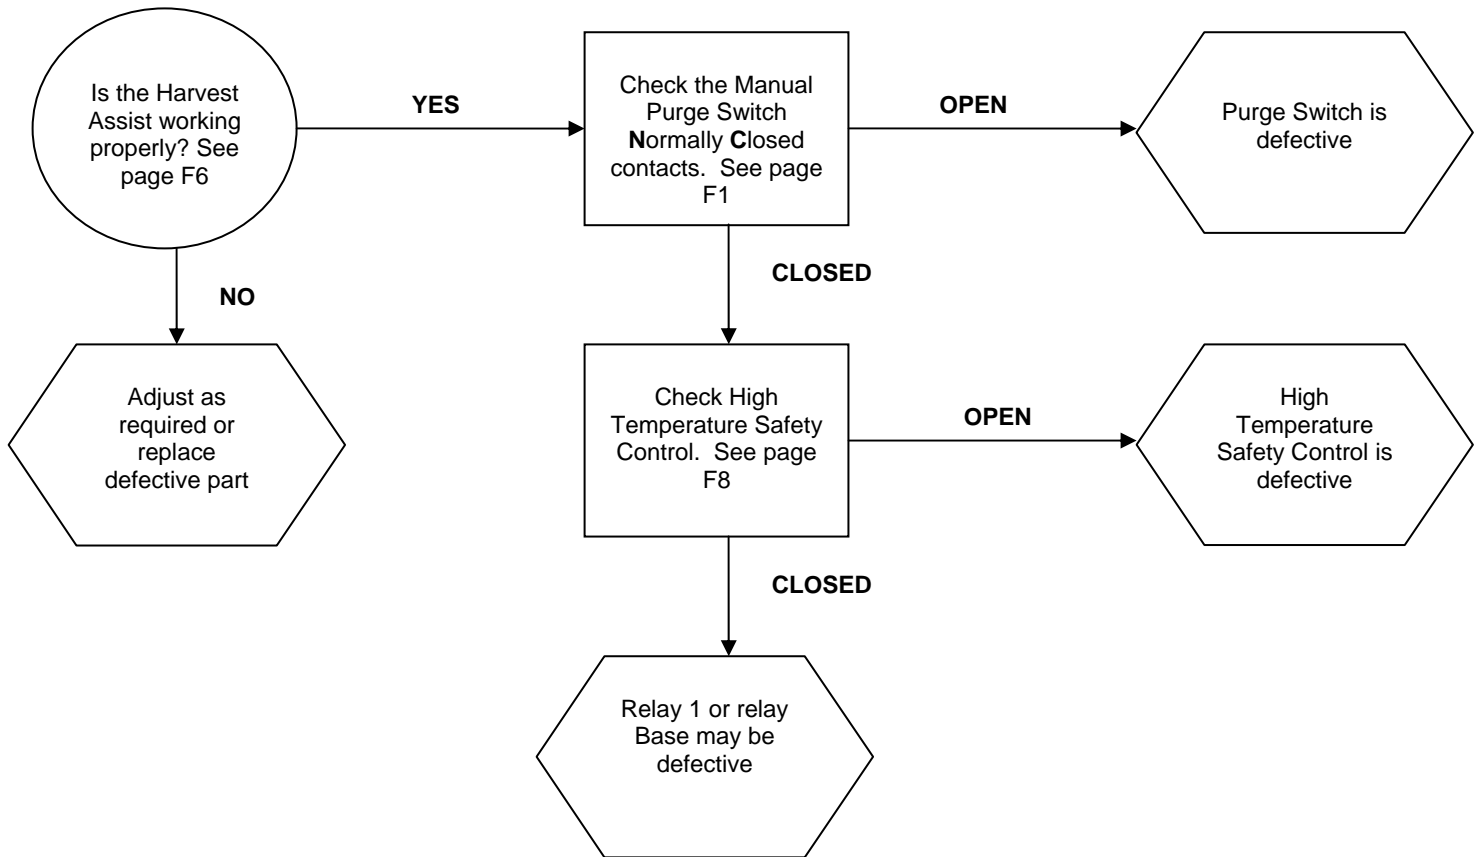 Is the Harvest
Assist working
properly? See
page F6
YES
Check the Manual
Purge Switch
Normally Closed
contacts.  See page
F1
OPEN
Purge Switch is
defective
NO
CLOSED
Adjust as
required or
replace
defective part
Check High
Temperature Safety
Control.  See page
F8
OPEN
High
Temperature
Safety Control is
defective
CLOSED
Relay 1 or relay
Base may be
defective